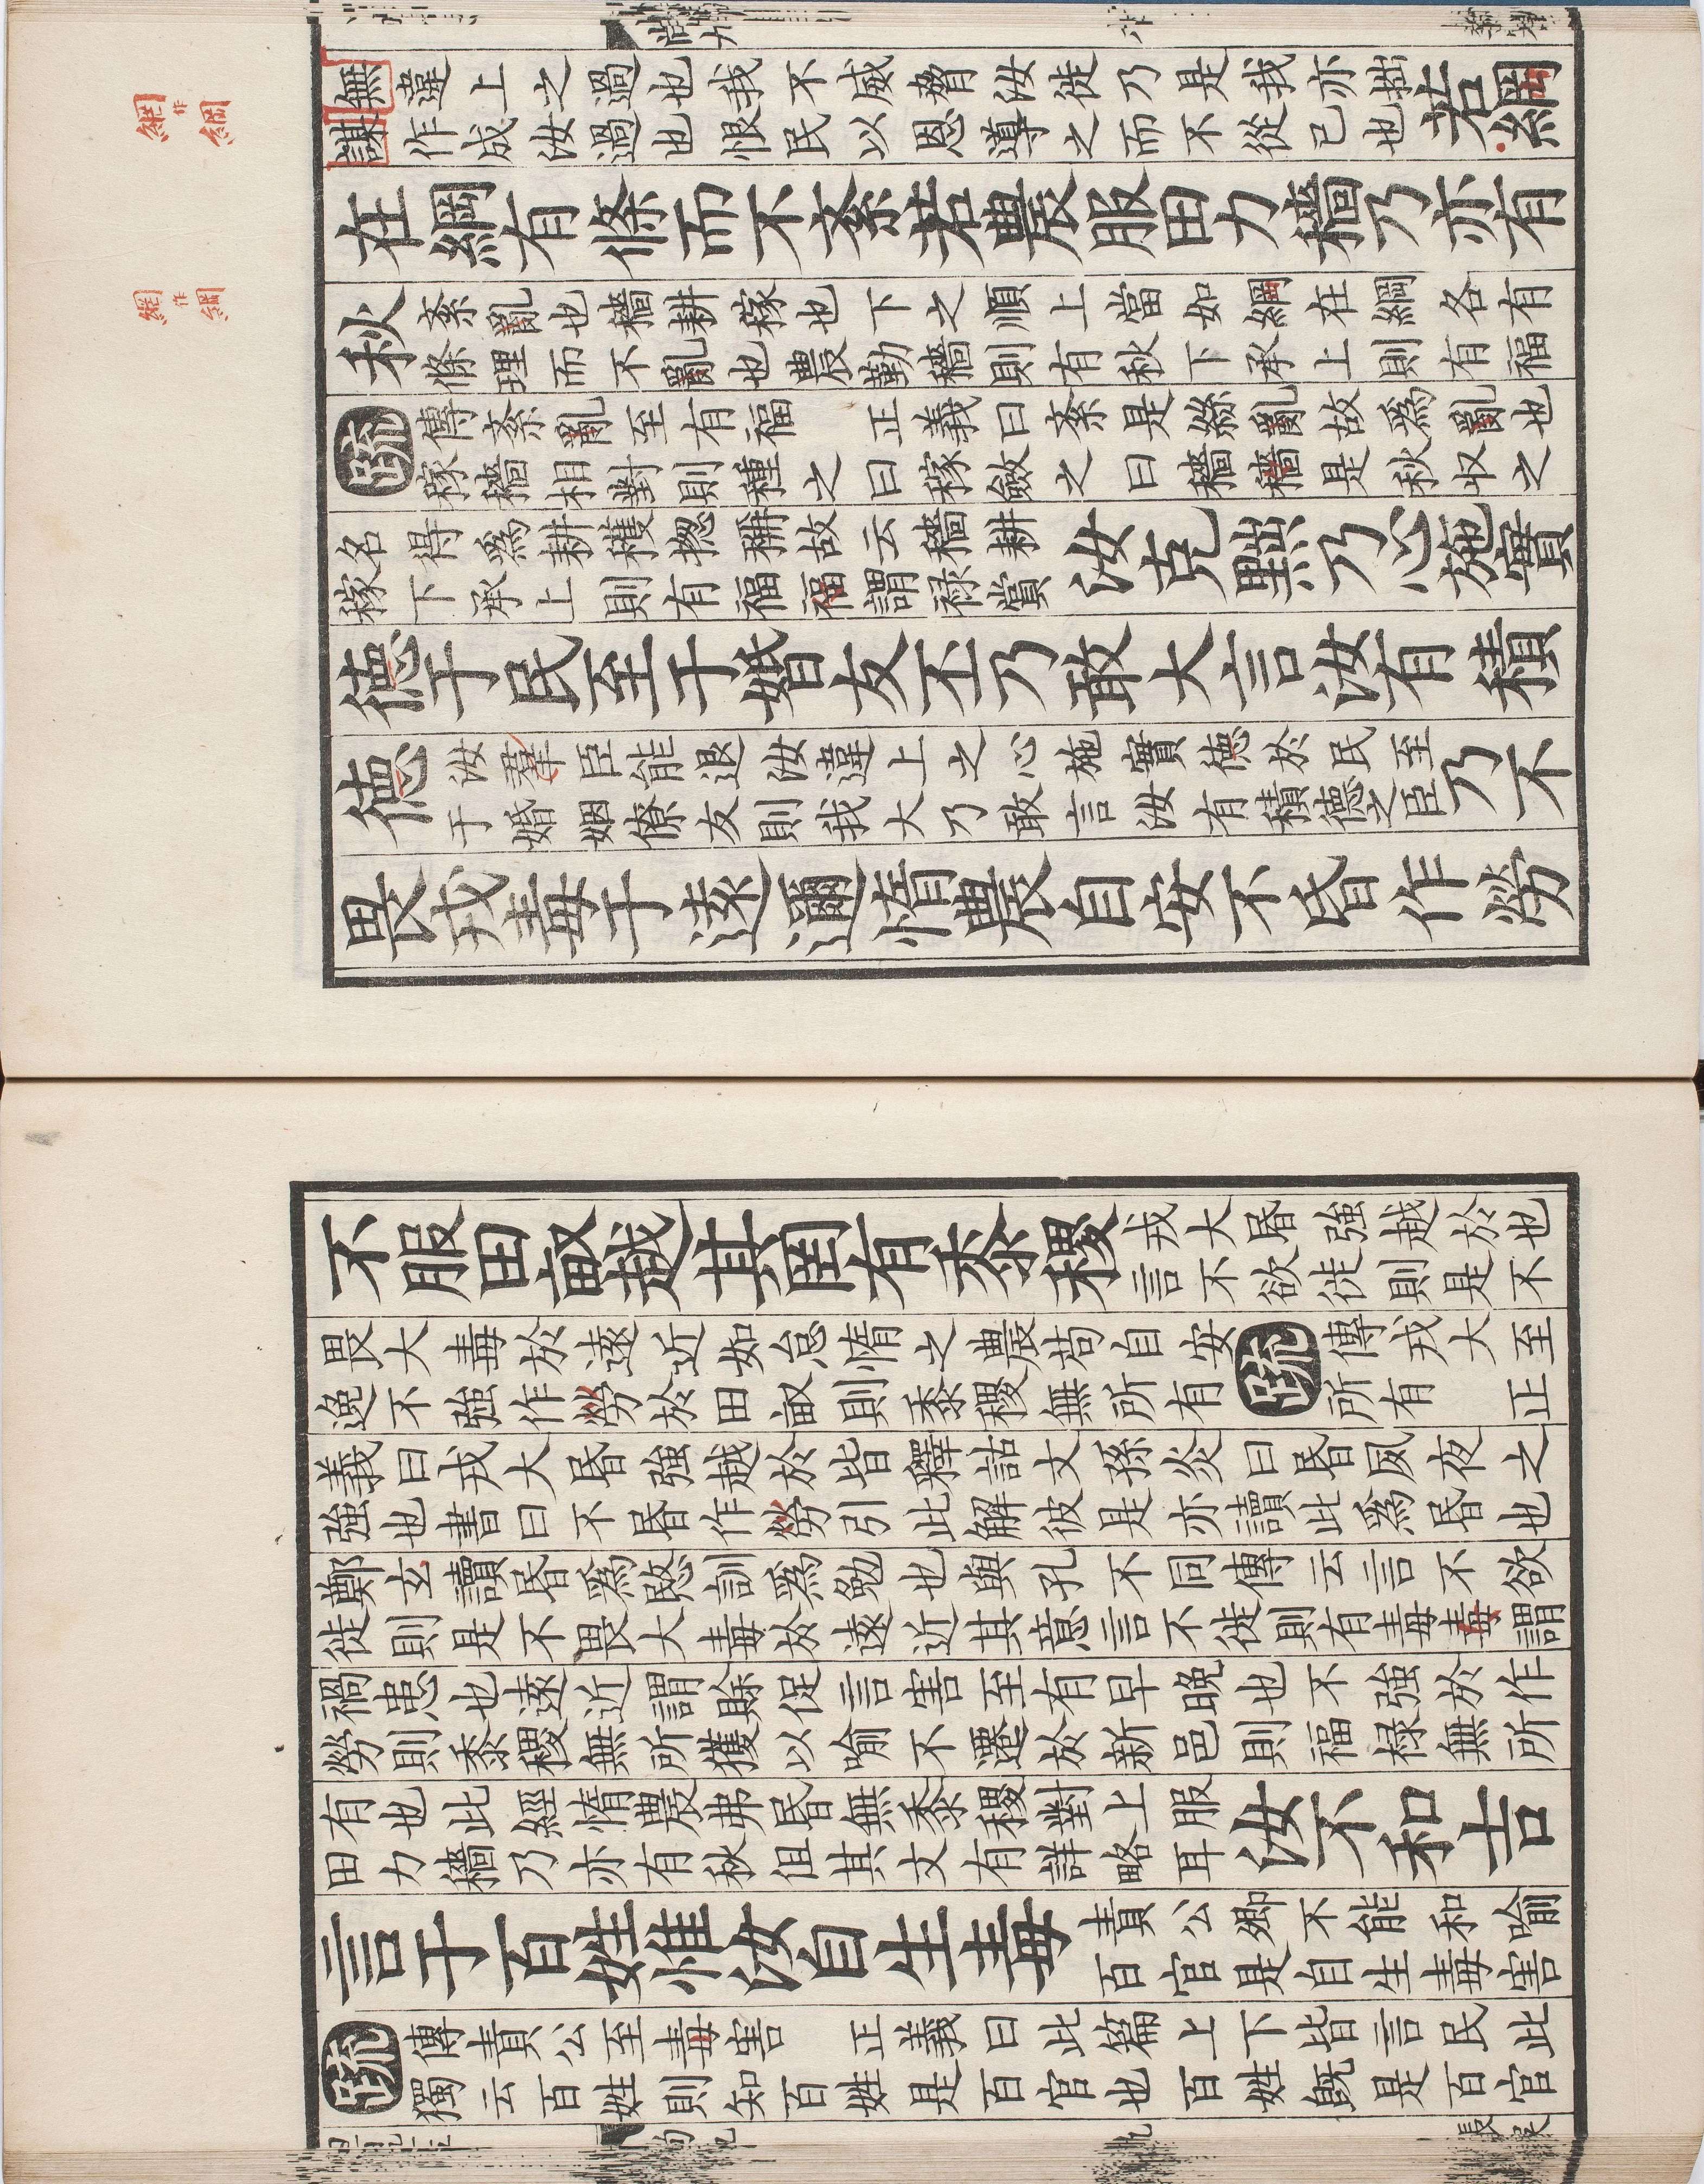 網作綱
網作綱
尚九
無違上之過也我不威脅汝徙乃是我亦拙
謀作成汝過也恨民以恩導之而不從已也
若綱
在綱有條而不紊若農服田力穡乃亦有
秋
紊亂也穡耕稼也下之順上當如綱在綱各有
條理而不亂也農勤穡則有秋下承上則有福
疏
傳紊亂至有福　正義曰紊是絲亂故爲亂也
稼穡相對則種之曰稼斂之曰穡穡是秋収之
名得爲耕穫揔稱故云穡耕
稼下承上則有福福謂禄賞
汝克黜乃心施實
德于民至于婚友丕乃敢大言汝有積
德
汝羣臣能退汝違上之心施實德於民至
于婚姻僚友則我大乃敢言汝有積德之臣
乃不
畏戎毒于遠邇惰農自安不昏作勞
不服田畝越其罔有黍稷
戎大昬強越於也
言不欲徙則是不
畏大毒於遠近如怠惰之農苟自安
逸不強作勞於田畝則黍稷無所有
疏
傳戎大至
所有　正
義曰戎大昬強越於皆釋詁文孫炎曰昬夙夜之
強也書曰不昬作勞引此解彼是亦讀此爲昬也
鄭玄讀昬爲敯訓爲勉也與孔不同傳云言不欲
徙則是不畏大毒於遠近其意言不徙則有毒毒謂
禍患也遠近謂賒促言害至有早晚也不強於作
勞則黍稷無所獲以喻不遷於新邑則福禄無所
有也此經惰農弗昬無黍稷對上服
田力穡乃亦有秋但其文有詳略耳
汝不和吉
言于百姓惟汝自生毒
責公卿不能和喻
百官是自生毒害
疏
傳責公至毒害　正義曰此篇上下皆言民此
獨云百姓則知百姓是百官也百姓旣是百官